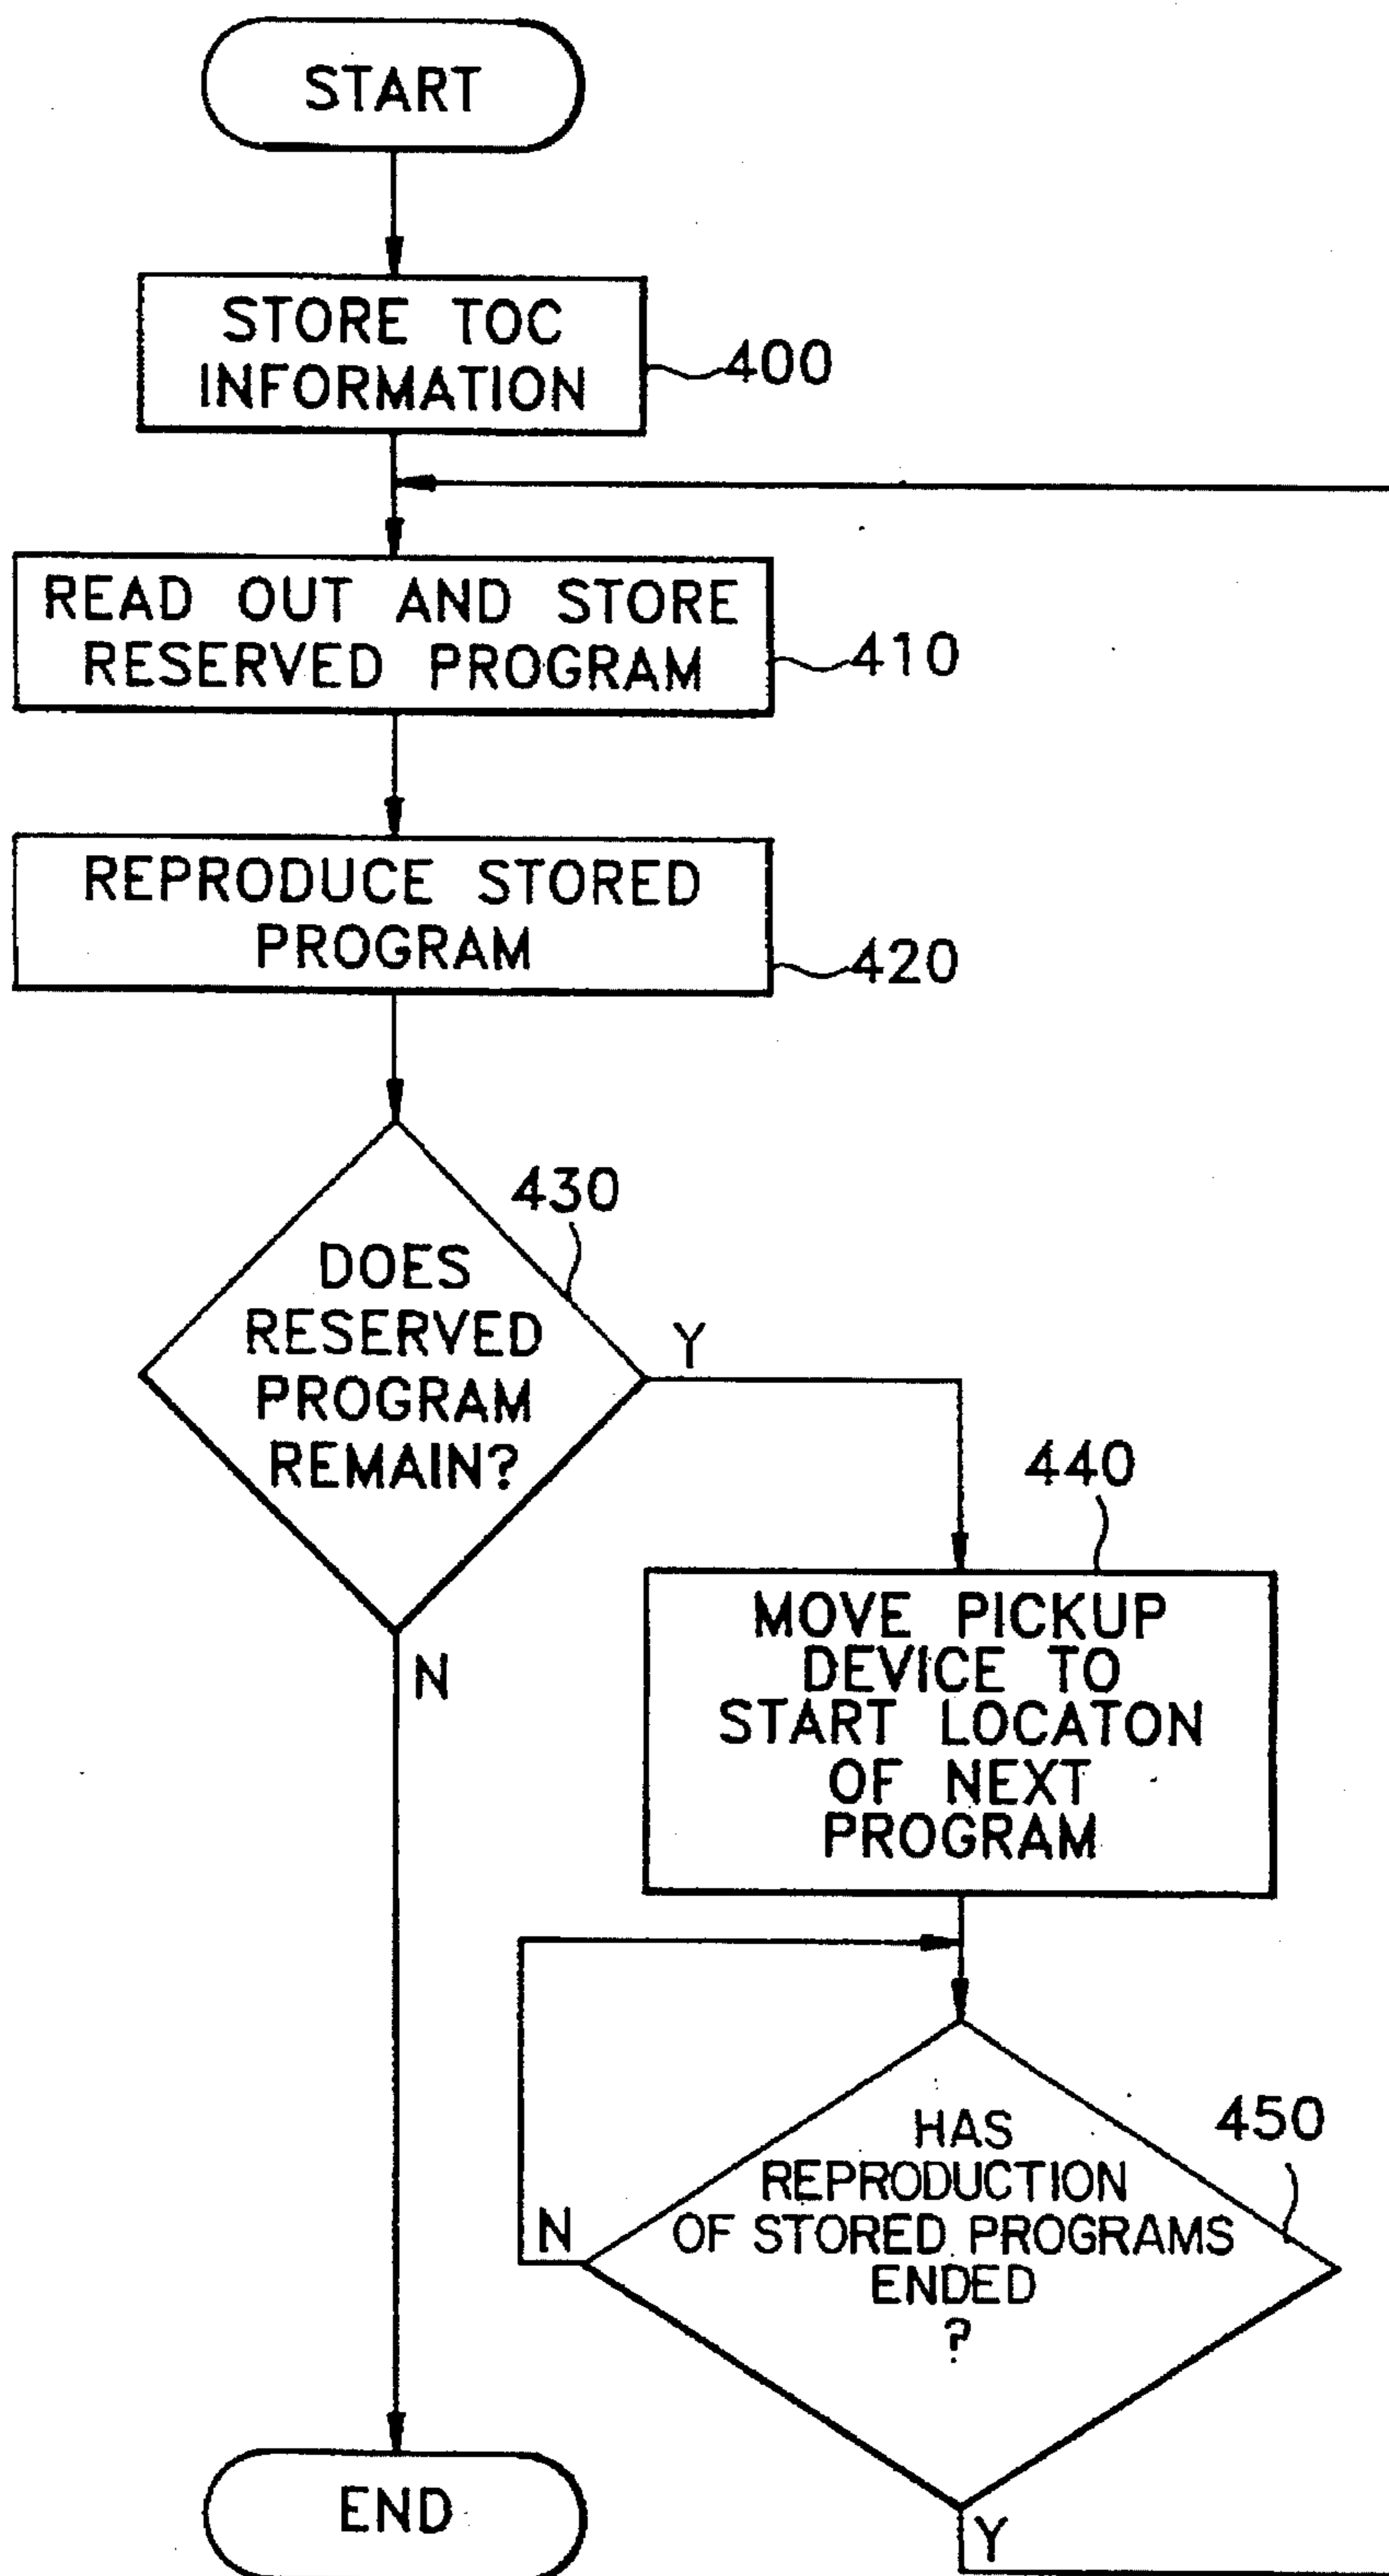 START
STORE TOC
INFORMATION
400
READ OUT AND STORE
RESERVED PROGRAM
410
REPRODUCE STORED
PROGRAM
420
430
DOES
RESERVED
PROGRAM
REMAIN?
Y
N
440
MOVE PICKUP
DEVICE TO
START LOCATON
OF NEXT
PROGRAM
450
HAS
REPRODUCTION
OF STORED PROGRAMS
ENDED
?
N
Y
END